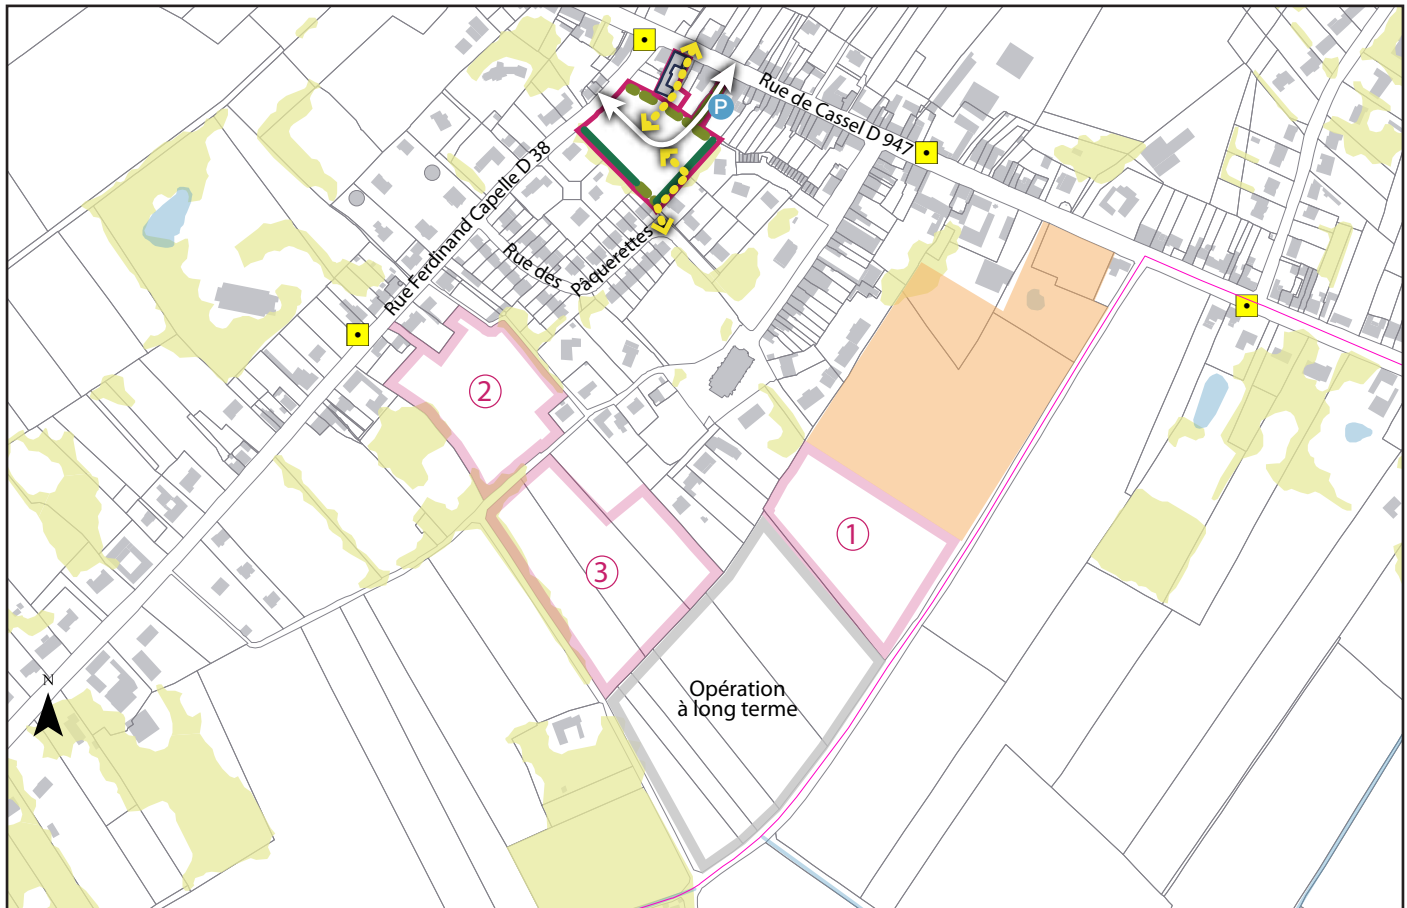 P
Rue de Cassel D 947
Rue Ferdinand Capelle D 38
Rue des
Pâquerettes
2
1
3
Opération
à long terme
N